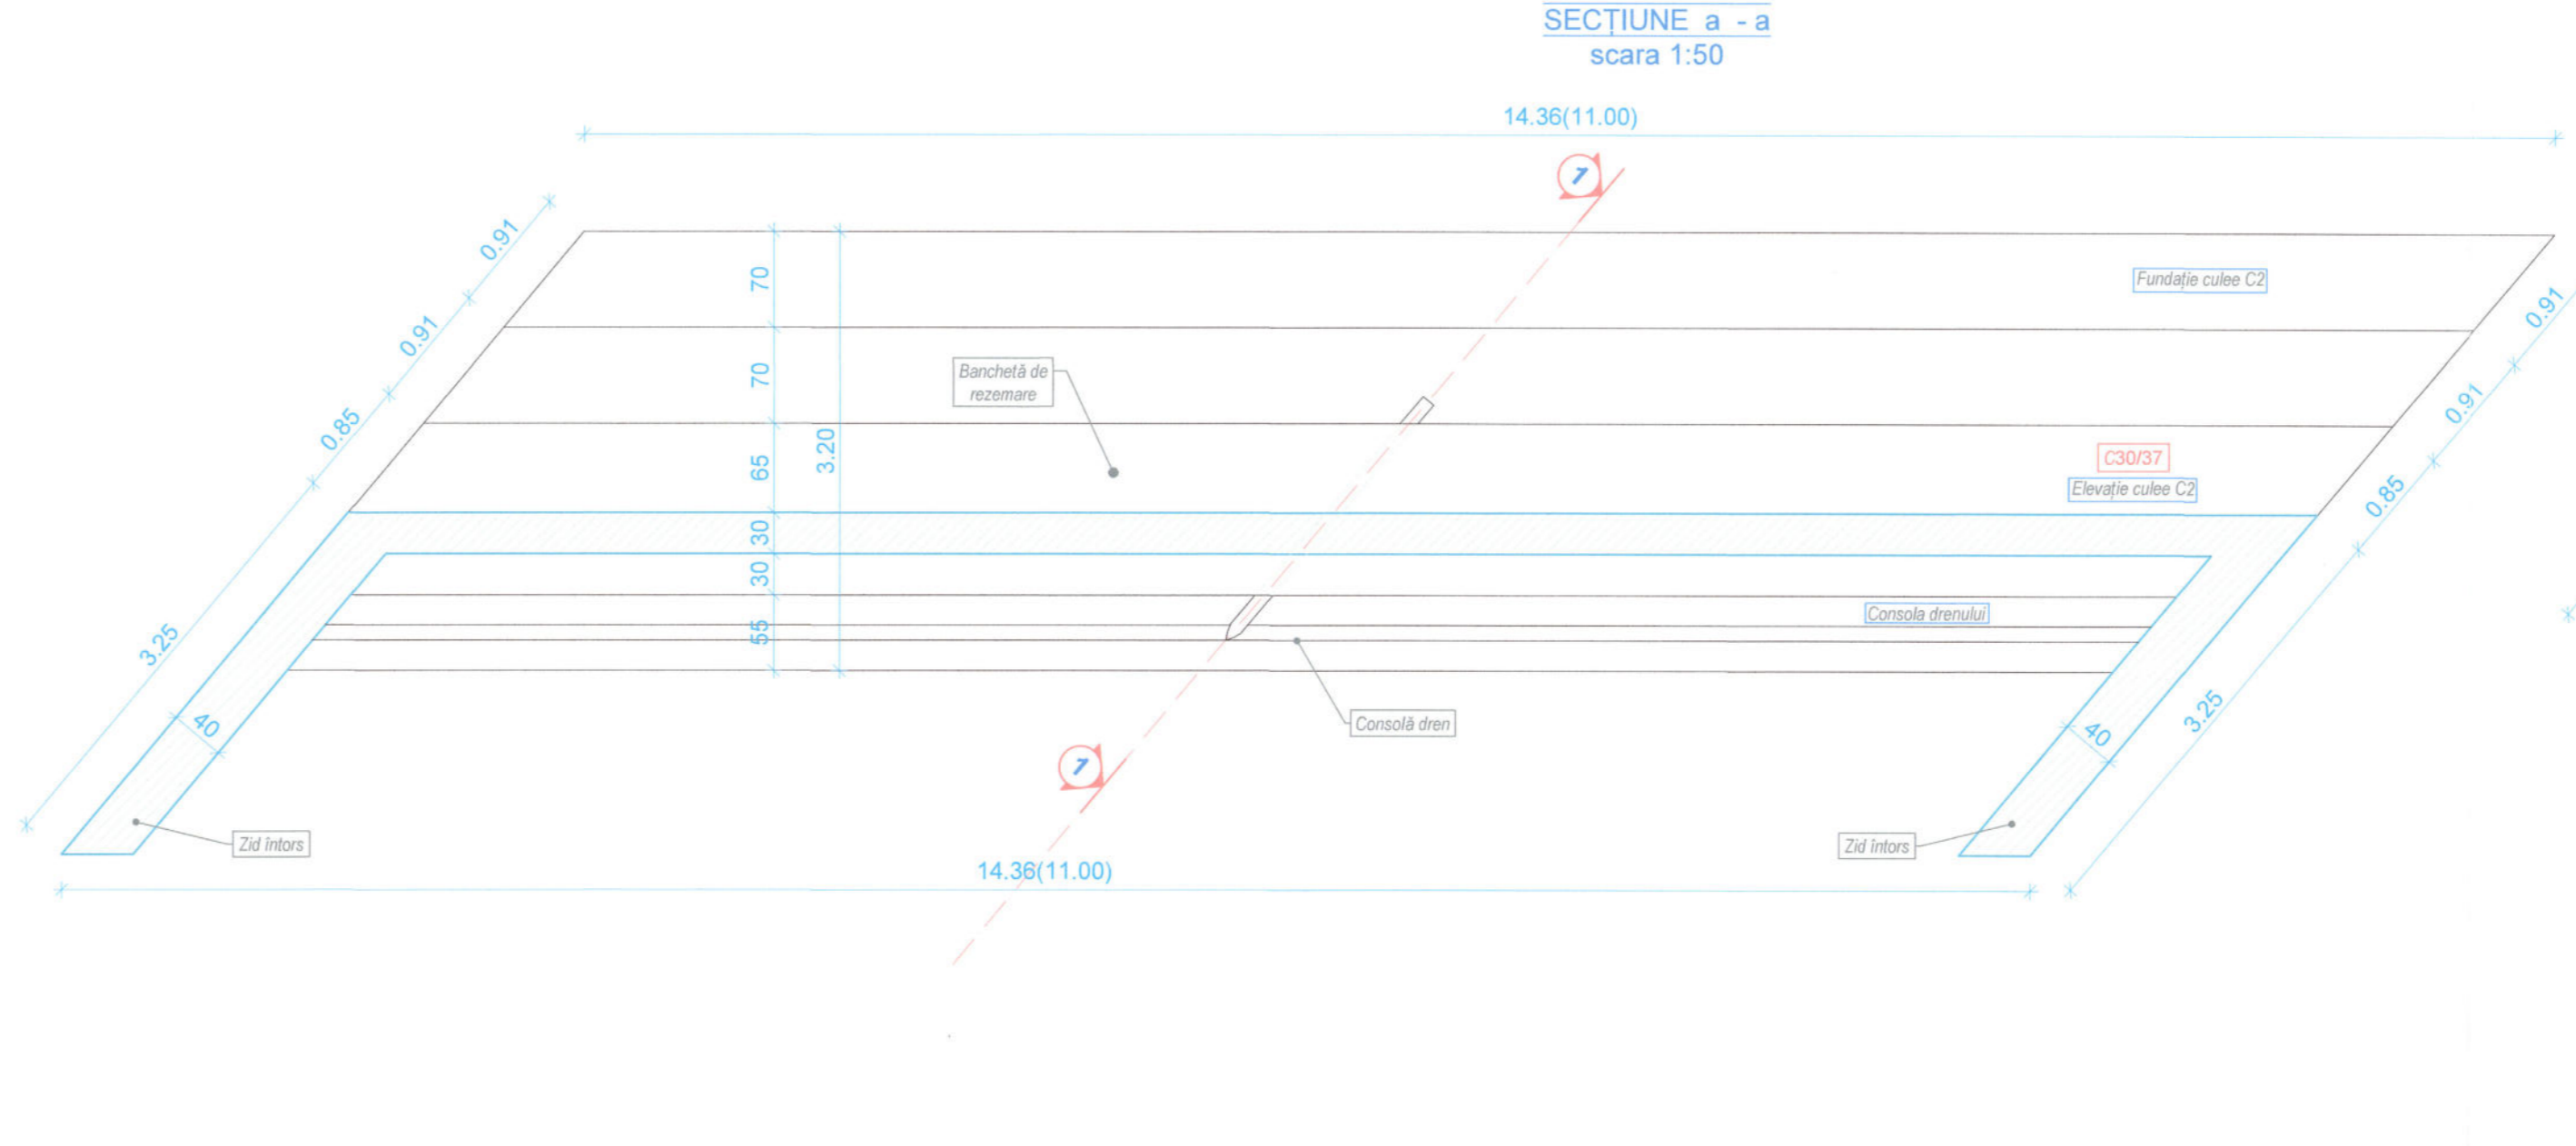 SECȚIUNE a - a
scara 1:50
14.36(11.00)
1
0.91
0.91
0.85
3.25
70
70
65
30
30
55
3.20
Fundație culee C2
Banchetă de
rezemare
C30/37
Elevație culee C2
Consola drenului
Consolă dren
0.91
0.91
0.85
3.25
40
40
1
Zid întors
Zid întors
14.36(11.00)